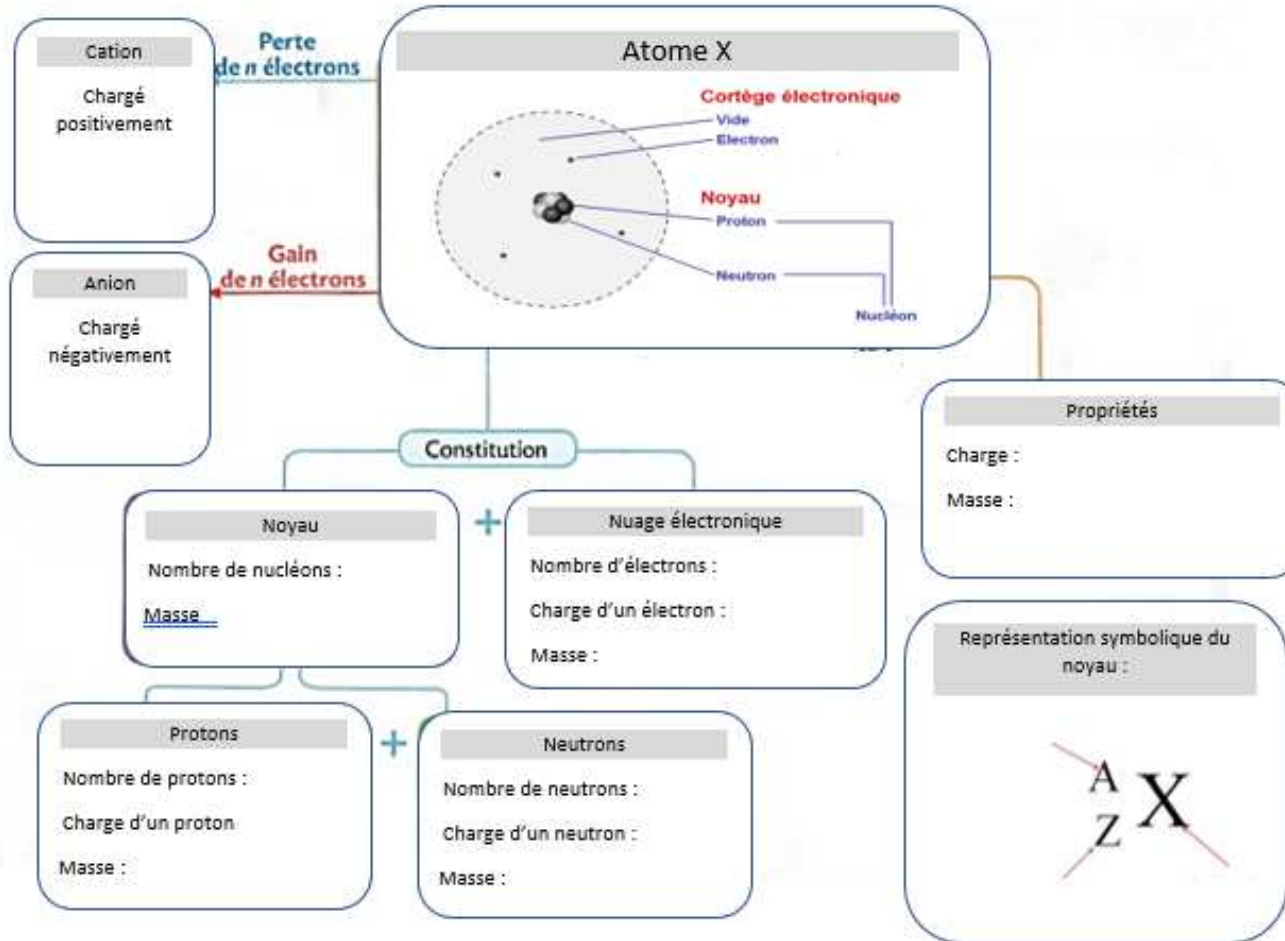 Cation
Chargé
positivement
Perte
de n électrons
Atome X
Cortège électronique
Vide
Electron
Noyau
Proton
Neutron
Nucléon
Anion
Chargé
négativement
Gain
de n électrons
Propriétés
Charge :
Masse :
Constitution
Noyau
Nombre de nucléons :
Masse
+
Nuage électronique
Nombre d’électrons :
Charge d’un électron :
Masse :
Protons
Nombre de protons :
Charge d’un proton
Masse :
+
Neutrons
Nombre de neutrons :
Charge d’un neutron :
Masse :
Représentation symbolique du
noyau :
A
X
Z